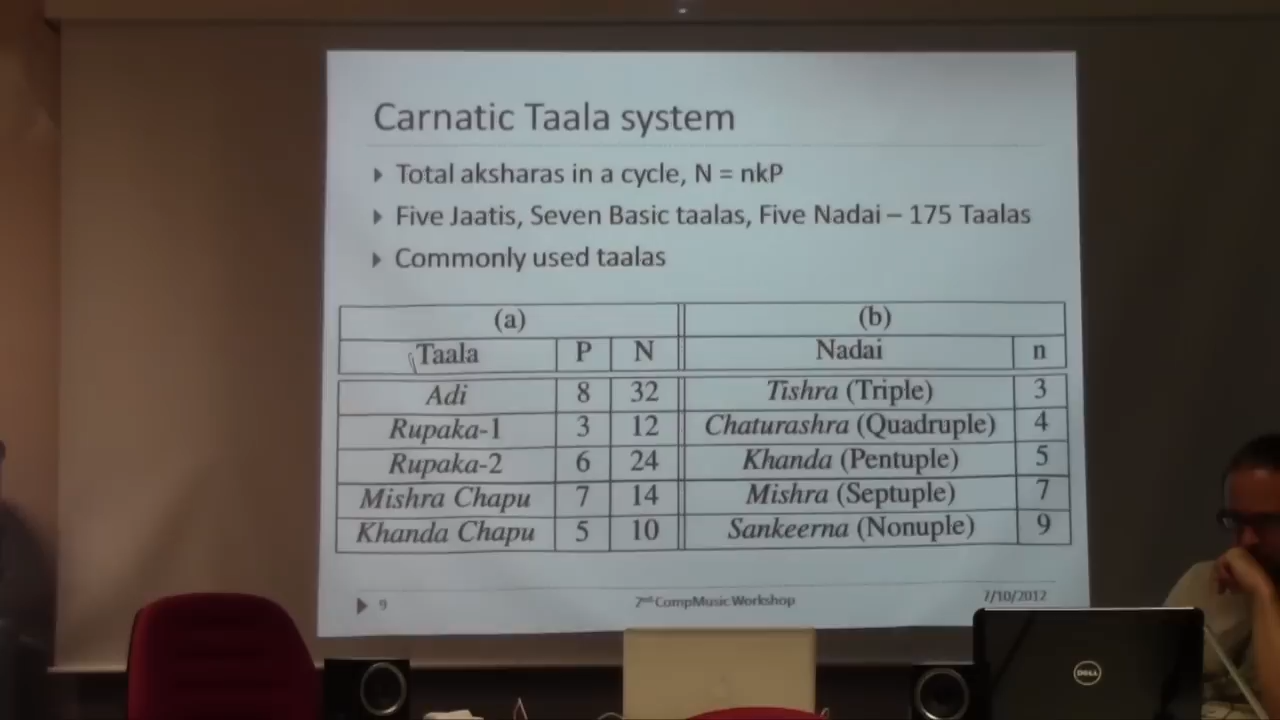 Carnatic Taala system
Total aksharas in a cycle, N = nkP
Five Jaatis, Seven Basic taalas, Five Nadai – 175 Taalas
Commonly used taalas
(a) (b)
Taala P N Nadai n
Adi 8 32 Tishra (Triple) 3
Rupaka-1 3 12 Chaturashra (Quadruple) 4
Rupaka-2 6 24 Khanda (Pentuple) 5
Mishra Chapu 7 14 Mishra (Septuple) 7
Khanda Chapu 5 10 Sankeerna (Nonuple) 9
9 2nd CompMusic Workshop 7/10/2012
DELL